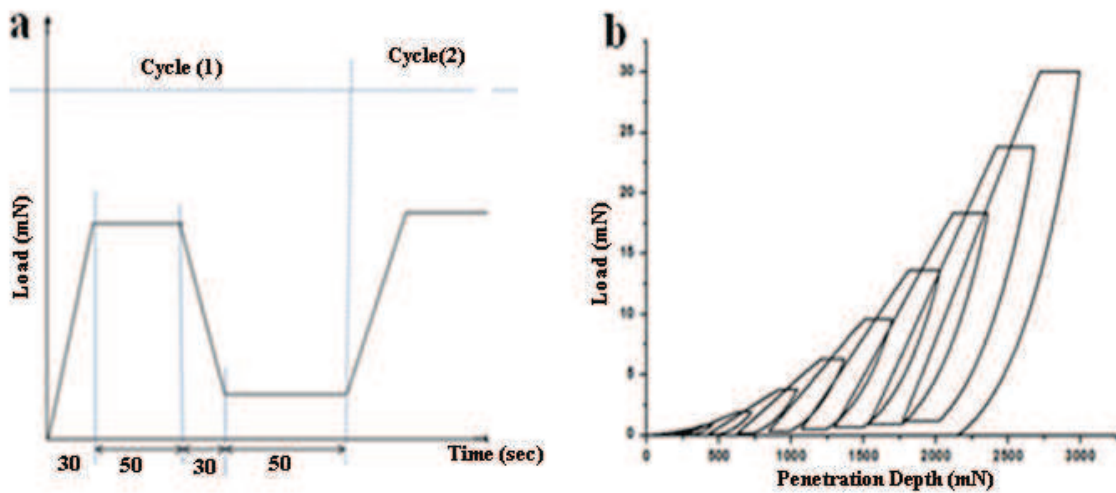 a
Cycle (1)
Cycle(2)
Load (mN)
30
50
30
50
Time (sec)
b
30
25
20
15
10
5
0
Load (mN)
0
500
1000
1500
2000
2500
3000
Penetration Depth (mN)